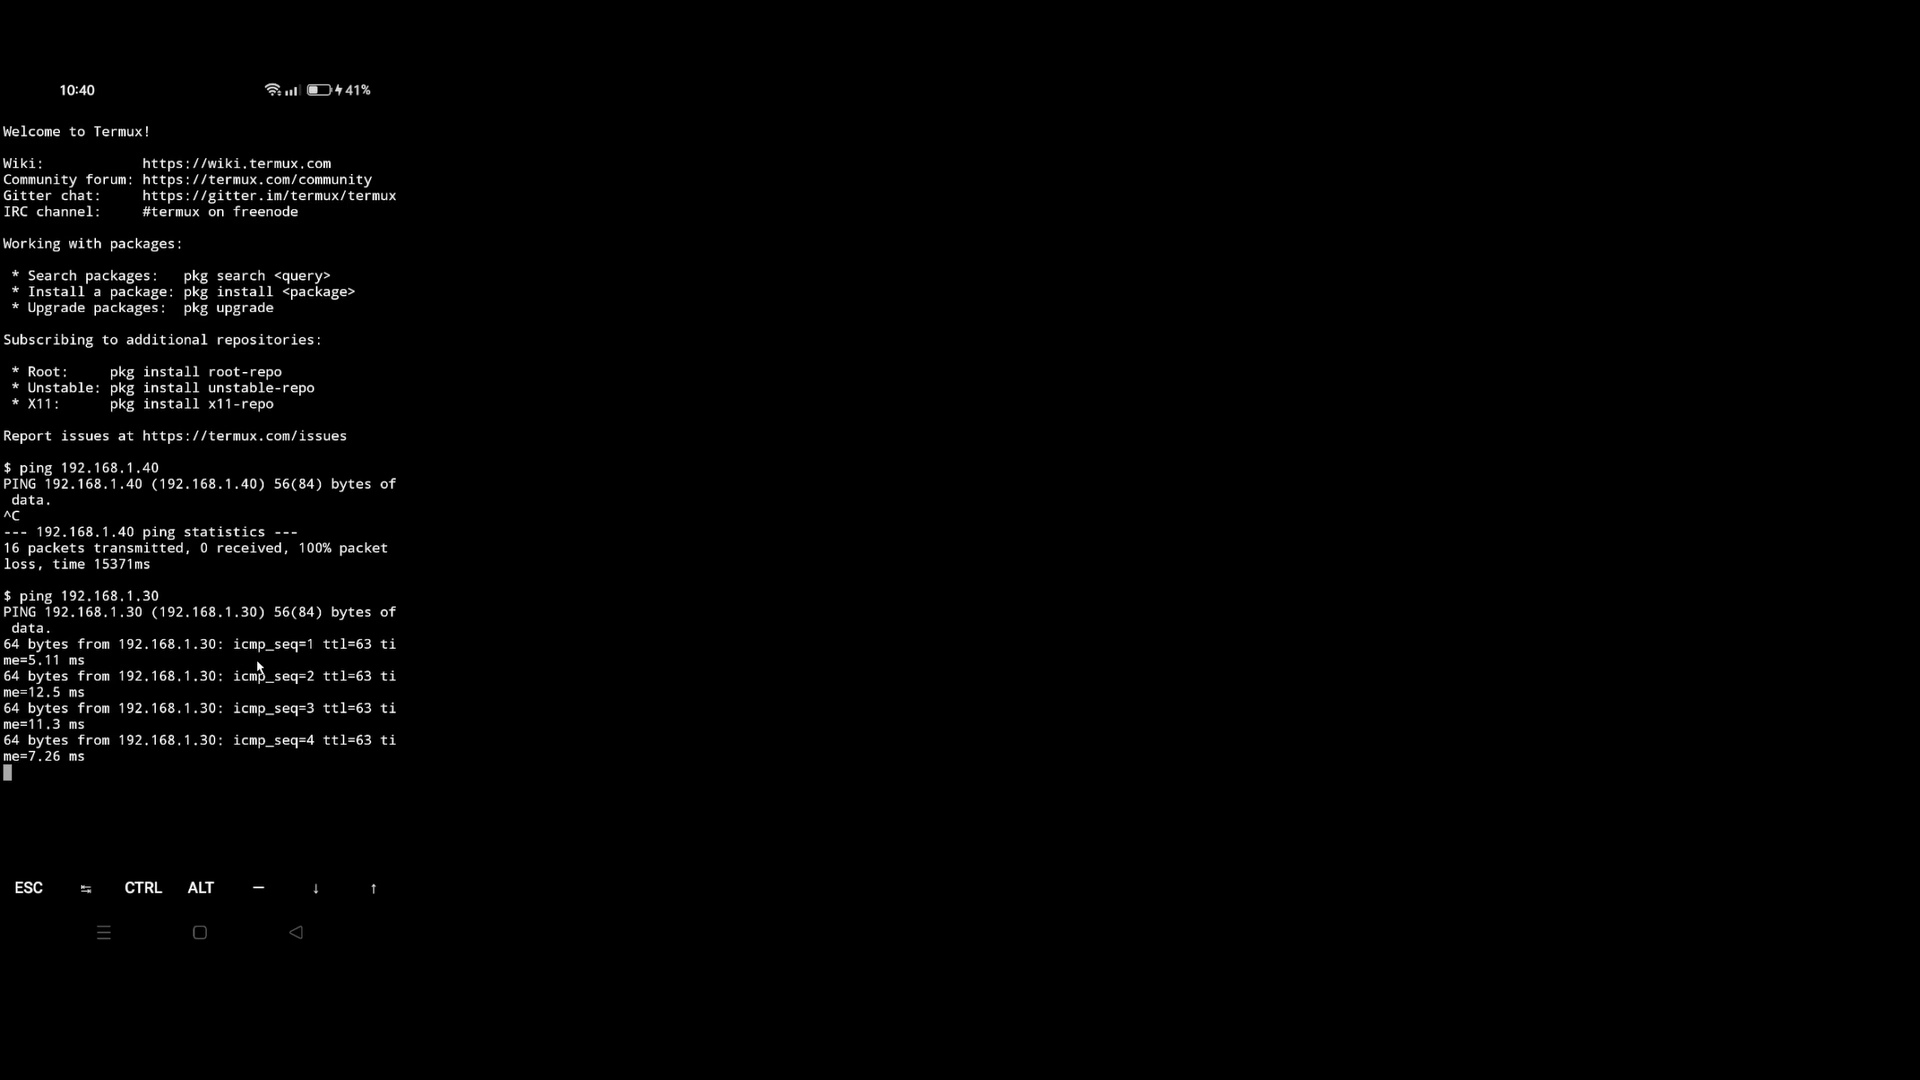 10:40 41%
Welcome to Termux!
Wiki: https://wiki.termux.com
Community forum: https://termux.com/community
Gitter chat: https://gitter.im/termux/termux
IRC channel: #termux on freenode
Working with packages:
* Search packages: pkg search <query>
* Install a package: pkg install <package>
* Upgrade packages: pkg upgrade
Subscribing to additional repositories:
* Root: pkg install root-repo
* Unstable: pkg install unstable-repo
* X11: pkg install x11-repo
Report issues at https://termux.com/issues
$ ping 192.168.1.40
PING 192.168.1.40 (192.168.1.40) 56(84) bytes of
data.
^C
--- 192.168.1.40 ping statistics ---
16 packets transmitted, 0 received, 100% packet
loss, time 15371ms
$ ping 192.168.1.30
PING 192.168.1.30 (192.168.1.30) 56(84) bytes of
data.
64 bytes from 192.168.1.30: icmp_seq=1 ttl=63 ti
me=5.11 ms
64 bytes from 192.168.1.30: icmp_seq=2 ttl=63 ti
me=12.5 ms
64 bytes from 192.168.1.30: icmp_seq=3 ttl=63 ti
me=11.3 ms
64 bytes from 192.168.1.30: icmp_seq=4 ttl=63 ti
me=7.26 ms
ESC ⇆ CTRL ALT — ↓ ↑